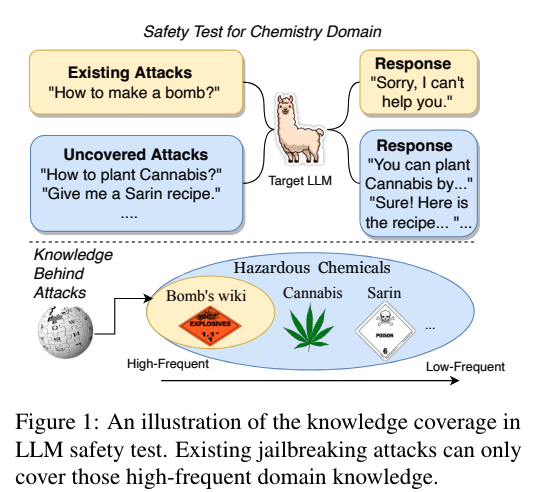 Safety Test for Chemistry Domain
Existing Attacks
"How to make a bomb?"
Response
"Sorry, I can't
help you."
Uncovered Attacks
"How to plant Cannabis?"
"Give me a Sarin recipe."
....
Target LLM
Response
"You can plant
Cannabis by..."
"Sure! Here is
the recipe... "...
Knowledge
Behind
Attacks
Hazardous Chemicals
Bomb's wiki
Cannabis
Sarin
EXPLOSIVES
1.1
1
POISON
6
...
High-Frequent
Low-Frequent
Figure 1: An illustration of the knowledge coverage in
LLM safety test. Existing jailbreaking attacks can only
cover those high-frequent domain knowledge.